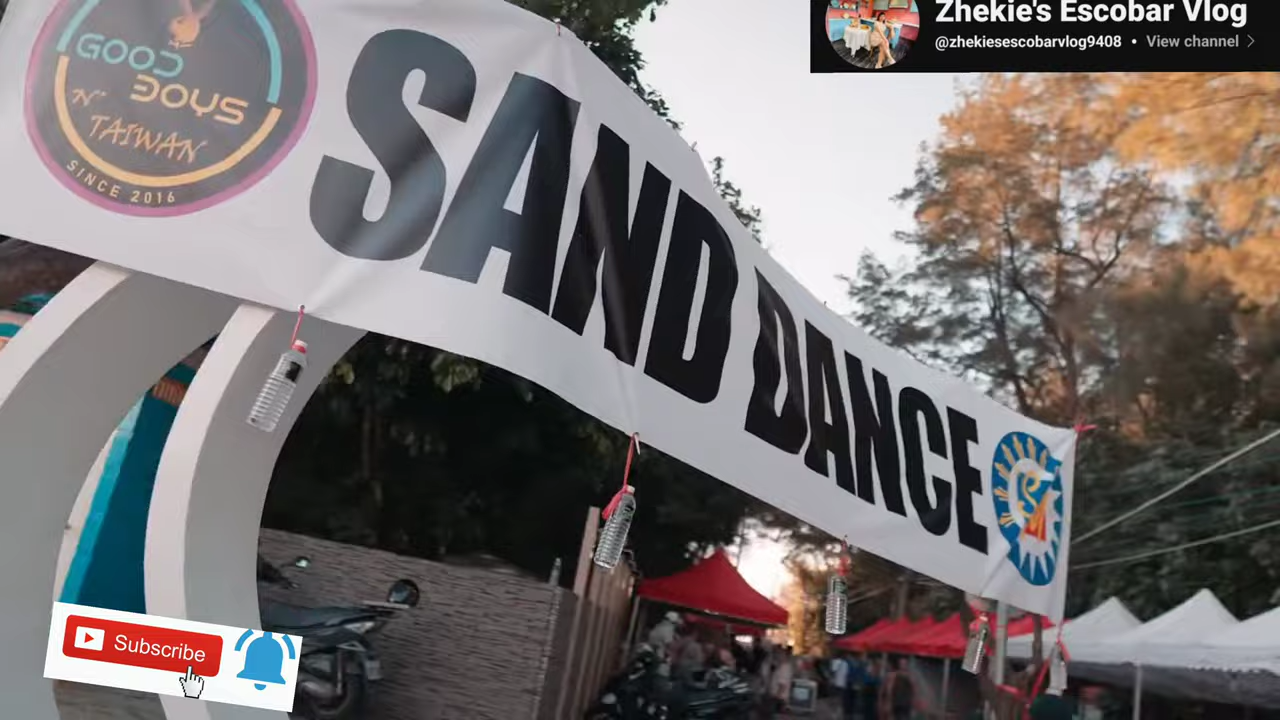 Zhekie's Escobar Vlog
@zhekiesescobarvlog9408 • View channel
GOOD
BOYS
N'
TAIWAN
SINCE 2016
SAND DANCE
Subscribe